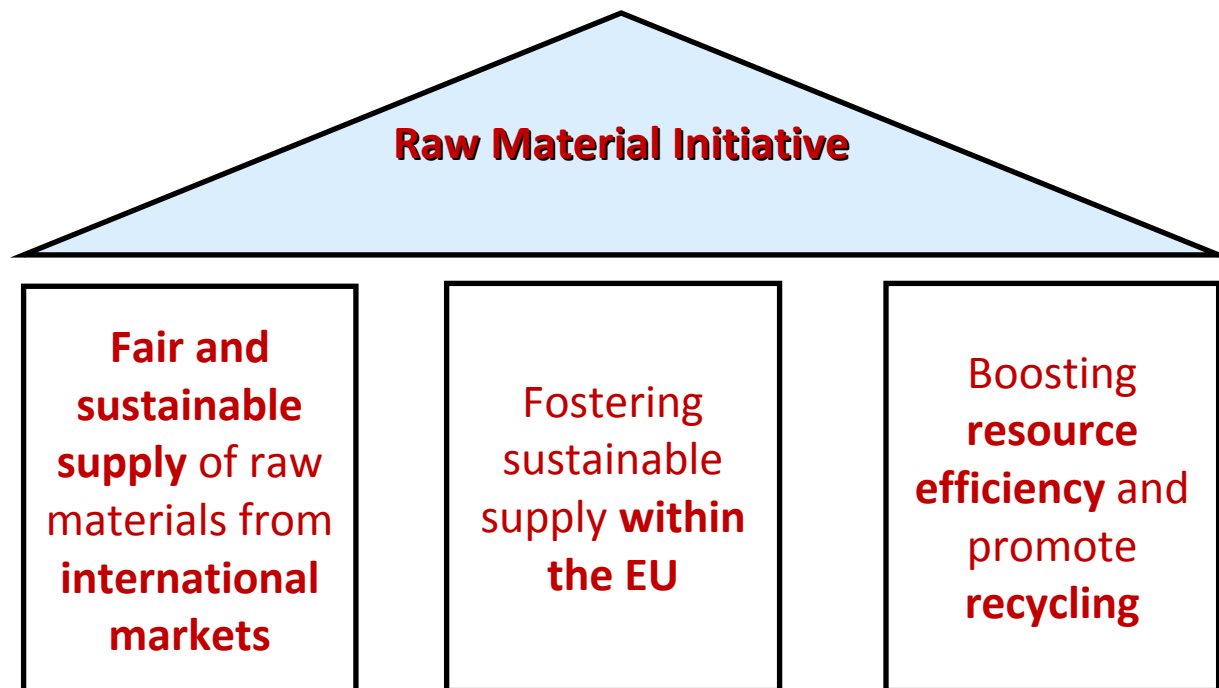 Raw Material Initiative
Fair and
sustainable
supply of raw
materials from
international
markets
Fostering
sustainable
supply within
the EU
Boosting
resource
efficiency and
promote
recycling